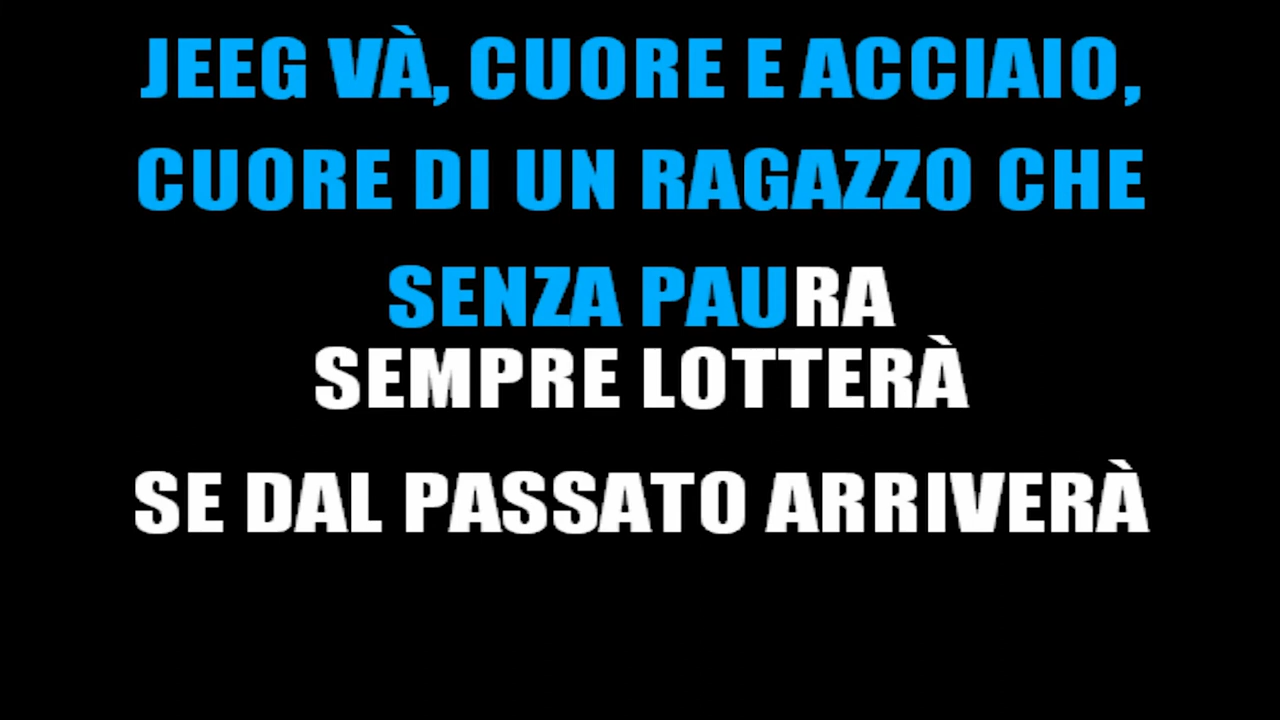 JEEG VÀ, CUORE E ACCIAIO,
CUORE DI UN RAGAZZO CHE
SENZA PAURA
SEMPRE LOTTERÀ
SE DAL PASSATO ARRIVERÀ